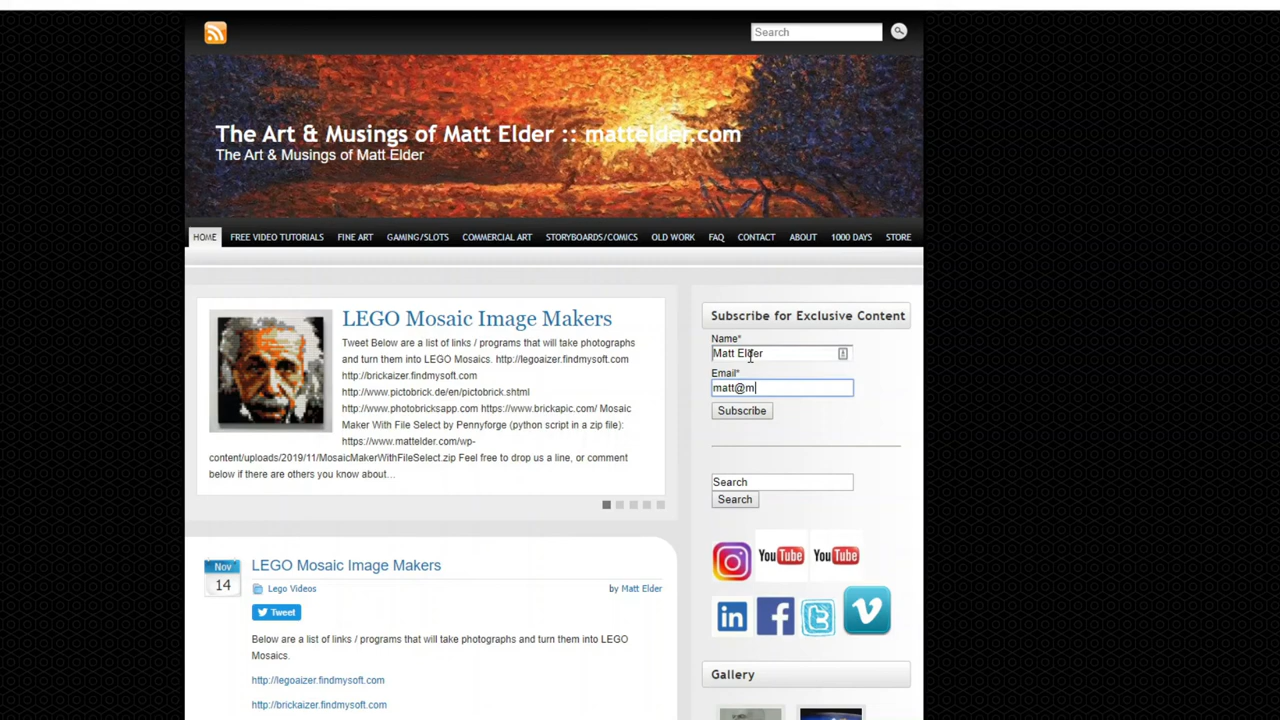 Search
The Art & Musings of Matt Elder :: mattelder.com
The Art & Musings of Matt Elder
HOME FREE VIDEO TUTORIALS FINE ART GAMING/SLOTS COMMERCIAL ART STORYBOARDS/COMICS OLD WORK FAQ CONTACT ABOUT 1000 DAYS STORE
LEGO Mosaic Image Makers
Tweet Below are a list of links / programs that will take photographs
and turn them into LEGO Mosaics. http://legoaizer.findmysoft.com
http://brickaizer.findmysoft.com
http://www.pictobrick.de/en/pictobrick.shtml
http://www.photobricksapp.com https://www.brickapic.com/ Mosaic
Maker With File Select by Pennyforge (python script in a zip file):
https://www.mattelder.com/wp-
content/uploads/2019/11/MosaicMakerWithFileSelect.zip Feel free to drop us a line, or comment
below if there are others you know about...
Nov
14
LEGO Mosaic Image Makers
Lego Videos
by Matt Elder
Tweet
Below are a list of links / programs that will take photographs and turn them into LEGO
Mosaics.
http://legoaizer.findmysoft.com
http://brickaizer.findmysoft.com
Subscribe for Exclusive Content
Name*
Matt Elder
Email*
matt@m
Subscribe
Search
Search
You Tube
You Tube
in
f
t
v
Gallery